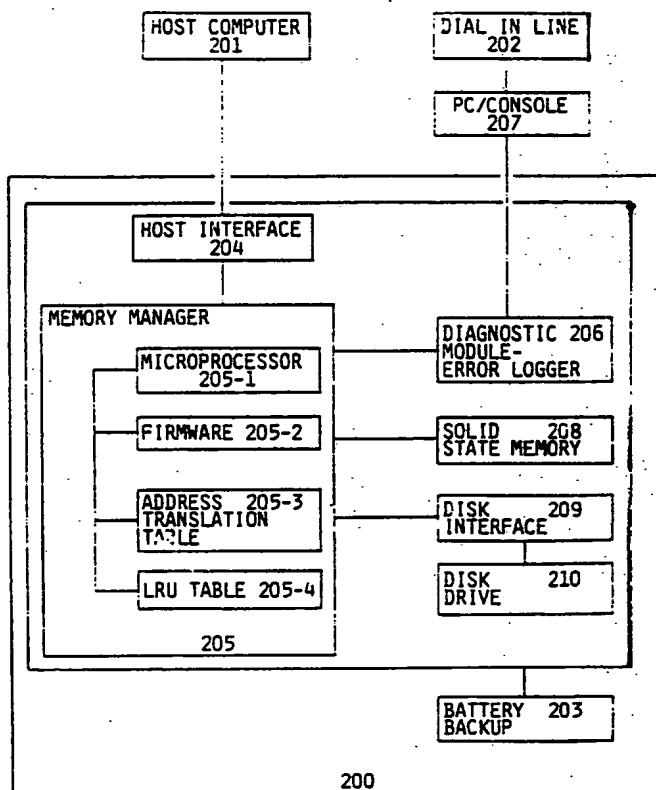 HOST COMPUTER
201
DIAL IN LINE
202
PC/CONSOLE
207
HOST INTERFACE
204
MEMORY MANAGER
MICROPROCESSOR
205-1
FIRMWARE 205-2
ADDRESS 205-3
TRANSLATION
TABLE
LRU TABLE 205-4
205
DIAGNOSTIC 206
MODULE-
ERROR LOGGER
SOLID 208
STATE MEMORY
DISK 209
INTERFACE
DISK 210
DRIVE
BATTERY 203
BACKUP
200